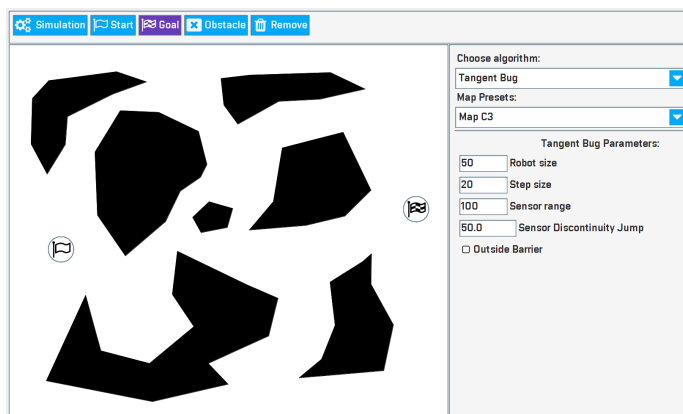 Simulation Start Goal Obstacle Remove
Choose algorithm:
Tangent Bug
Map Presets:
Map C3
Tangent Bug Parameters:
50 Robot size
20 Step size
100 Sensor range
50.0 Sensor Discontinuity Jump
Outside Barrier